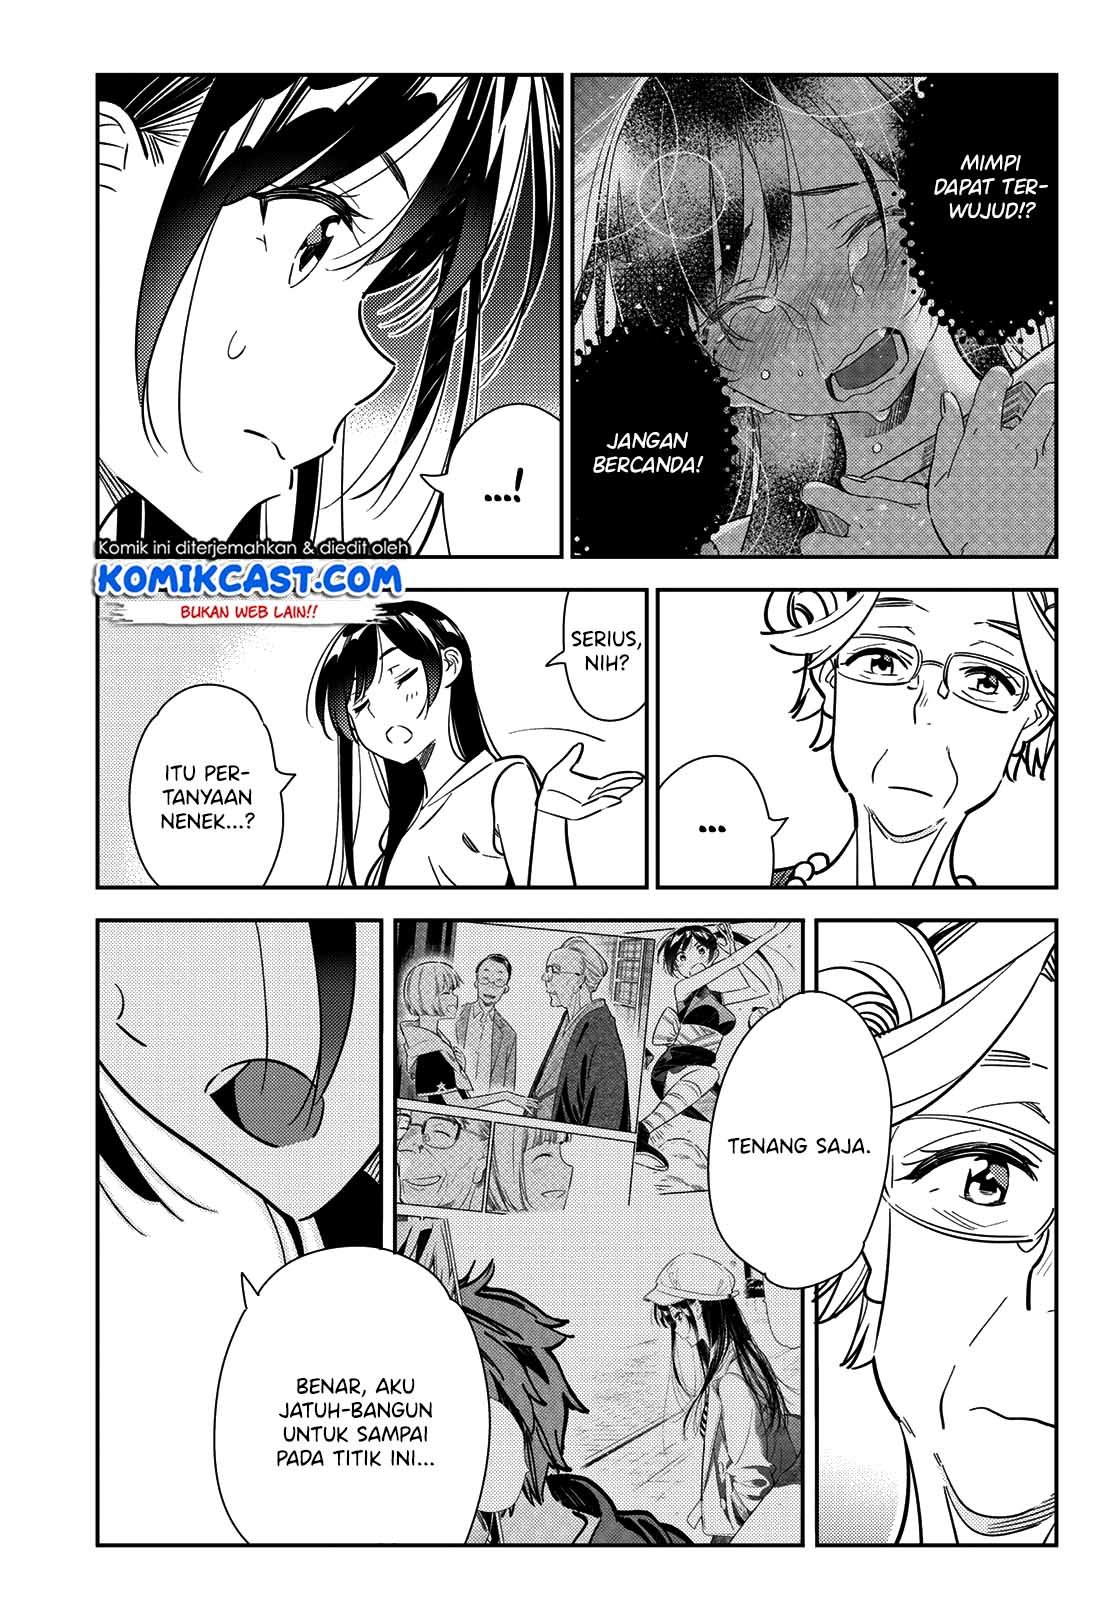 MIMPI
DAPAT TER-
WUJUD!?
JANGAN
BERCANDA!
....!
Komik ini diterjemahkan & diedit oleh
KOMIKCAST.COM
BUKAN WEB LAIN!!
...
SERIUS,
NIH?
ITU PER-
TANYAAN
NENEK...?
TENANG SAJA.
BENAR, AKU
JATUH-BANGUN
UNTUK SAMPAI
PADA TITIK INI...